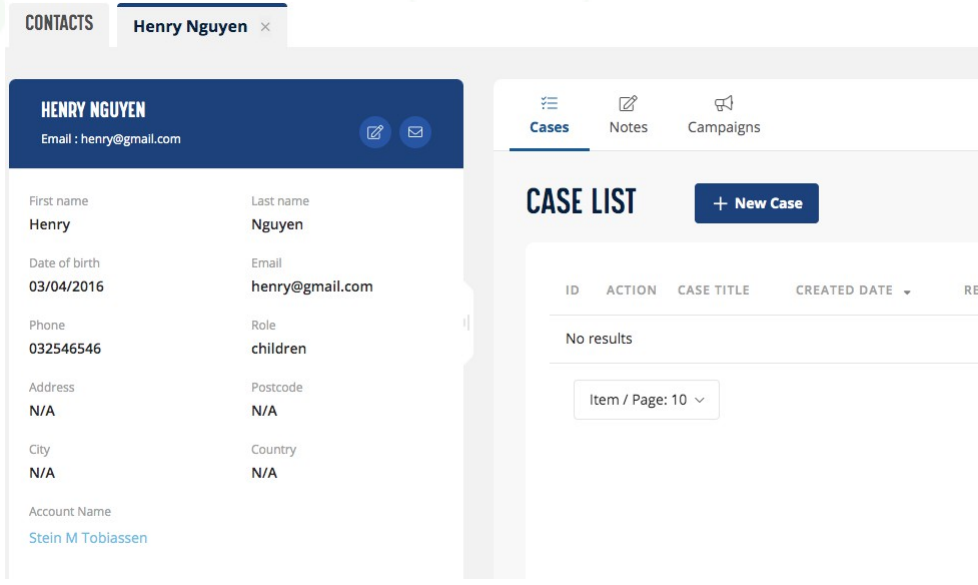 CONTACTS
Henry Nguyen ×
HENRY NGUYEN
Email : henry@gmail.com
First name
Last name
Henry
Nguyen
Date of birth
Email
03/04/2016
henry@gmail.com
Phone
Role
032546546
children
Address
Postcode
N/A
N/A
City
Country
N/A
N/A
Account Name
Stein M Tobiassen
Cases
Notes
Campaigns
CASE LIST
+ New Case
ID ACTION CASE TITLE CREATED DATE
No results
Item / Page: 10